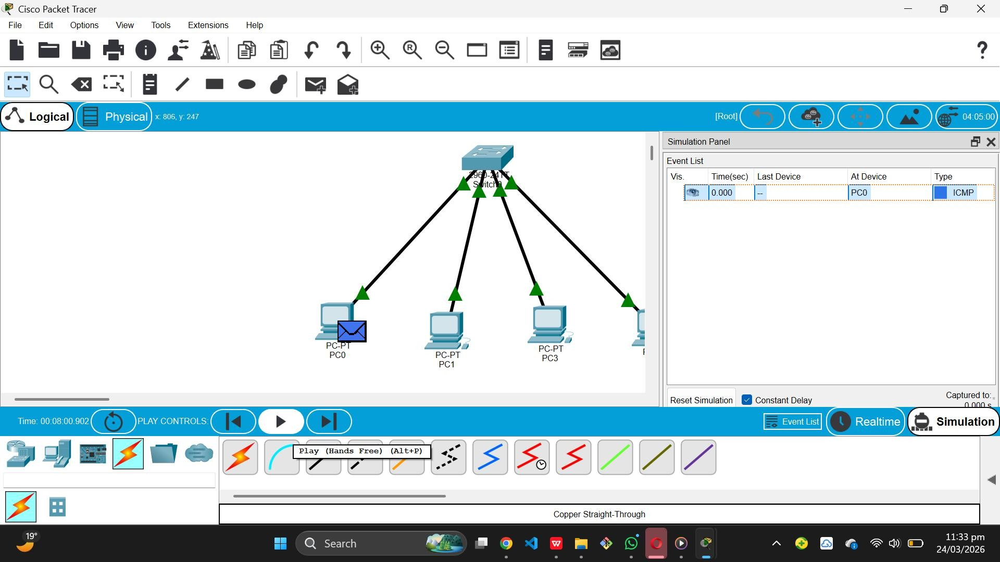 Cisco Packet Tracer
File Edit Options View Tools Extensions Help
Logical Physical x: 806, y: 247 [Root] 04:05:00
Simulation Panel
Event List
Vis. Time(sec) Last Device At Device Type
0.000 -- PC0 ICMP
2960-24TT
Switch0
PC-PT
PC0
PC-PT
PC1
PC-PT
PC3
Reset Simulation Constant Delay Captured to:
0.000 s
Time: 00:08:00.902 PLAY CONTROLS: Event List Realtime Simulation
Play (Hands Free) (Alt+P)
Copper Straight-Through
19°
Search
11:33 pm
24/03/2026